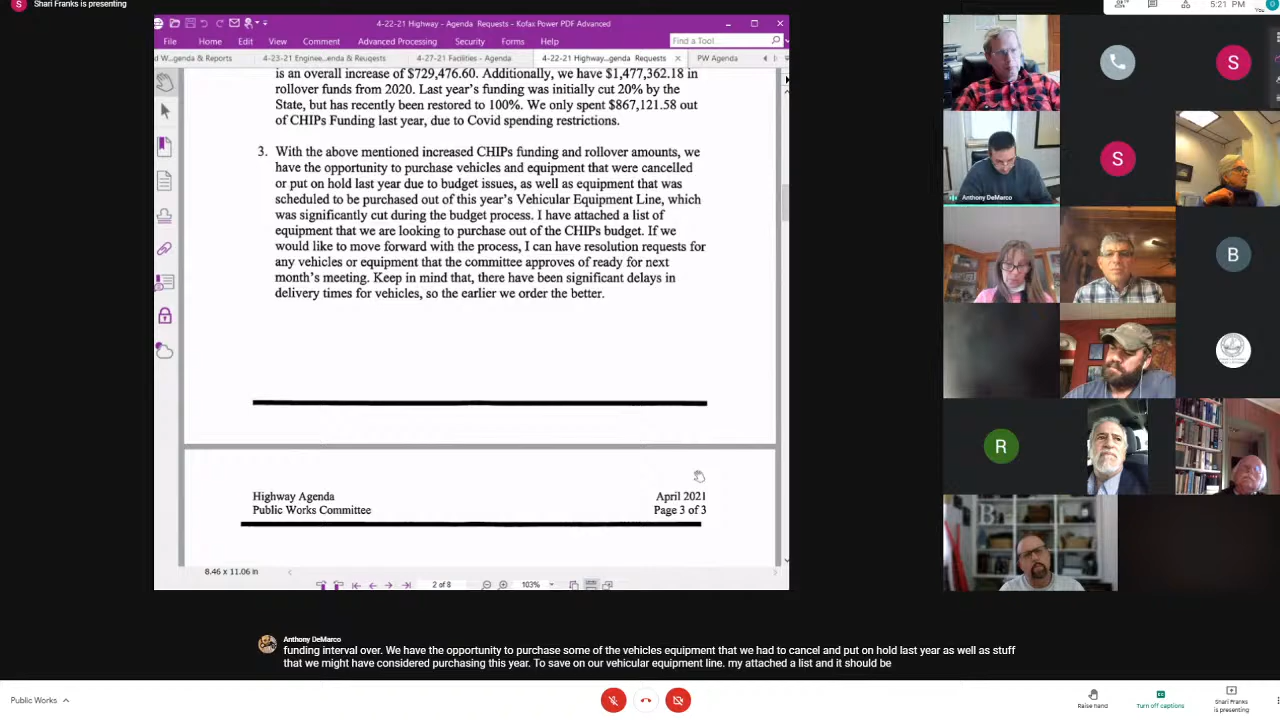 Shari Franks is presenting
5:21 PM
You
4-22-21 Highway - Agenda Requests - Kofax Power PDF Advanced
File Home Edit View Comment Advanced Processing Security Forms Help
Find a Tool
d W...genda & Reports
4-23-21 Engineer...enda & Reuqests
4-27-21 Facilities - Agenda
4-22-21 Highway...genda Requests
PW Agenda
is an overall increase of $729,476.60. Additionally, we have $1,477,362.18 in
rollover funds from 2020. Last year's funding was initially cut 20% by the
State, but has recently been restored to 100%. We only spent $867,121.58 out
of CHIPs Funding last year, due to Covid spending restrictions.
3. With the above mentioned increased CHIPs funding and rollover amounts, we
have the opportunity to purchase vehicles and equipment that were cancelled
or put on hold last year due to budget issues, as well as equipment that was
scheduled to be purchased out of this year's Vehicular Equipment Line, which
was significantly cut during the budget process. I have attached a list of
equipment that we are looking to purchase out of the CHIPs budget. If we
would like to move forward with the process, I can have resolution requests for
any vehicles or equipment that the committee approves of ready for next
month's meeting. Keep in mind that, there have been significant delays in
delivery times for vehicles, so the earlier we order the better.
Highway Agenda April 2021
Public Works Committee Page 3 of 3
8.46 x 11.06 in
2 of 8
103%
S
Anthony DeMarco
S
B
R
B
Anthony DeMarco
funding interval over. We have the opportunity to purchase some of the vehicles equipment that we had to cancel and put on hold last year as well as stuff
that we might have considered purchasing this year. To save on our vehicular equipment line. my attached a list and it should be
Public Works
Raise hand
Turn off captions
Shari Franks
is presenting